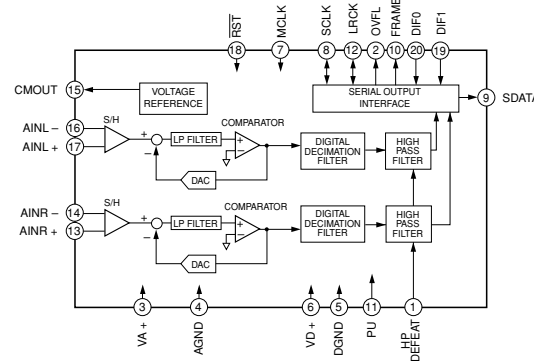 RST
MCLK
SCLK
LRCK
OVFL
FRAME
DIF0
DIF1
18
7
8
12
2
10
20
19
CMOUT
15
VOLTAGE
REFERENCE
SERIAL OUTPUT
INTERFACE
9
SDATA
AINL –
16
AINL +
17
S/H
+
–
LP FILTER
COMPARATOR
+
–
DAC
DIGITAL
DECIMATION
FILTER
HIGH
PASS
FILTER
AINR –
14
AINR +
13
S/H
+
–
LP FILTER
COMPARATOR
+
–
DAC
DIGITAL
DECIMATION
FILTER
HIGH
PASS
FILTER
3
4
6
5
11
1
VA +
AGND
VD +
DGND
PU
HP
DEFEAT